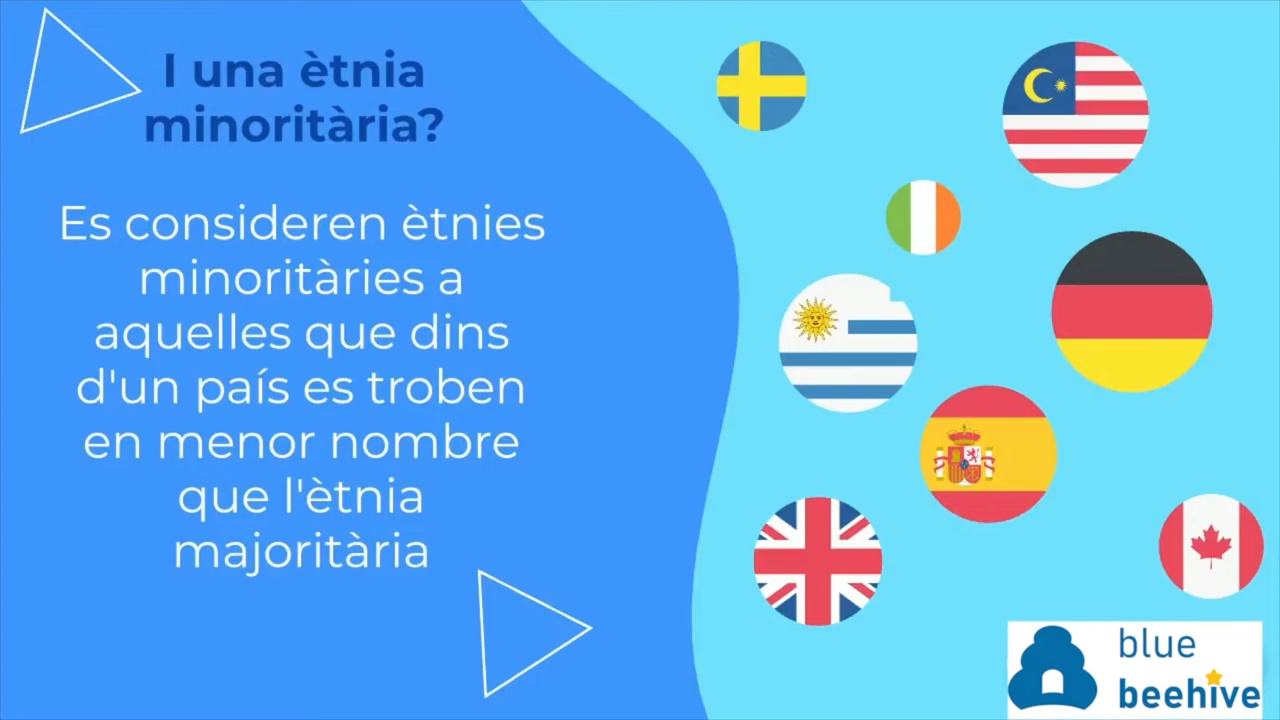 I una ètnia
minoritària?
Es consideren ètnies
minoritàries a
aquelles que dins
d'un país es troben
en menor nombre
que l'ètnia
majoritària
blue
beehive